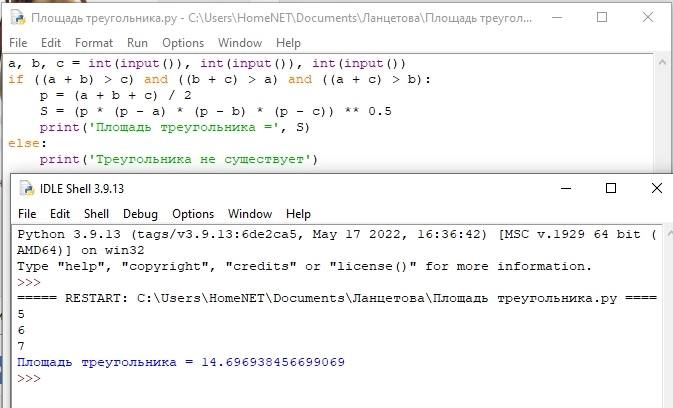 Площадь треугольника.py - C:\Users\HomeNET\Documents\Ланцетова\Площадь треугол...
File Edit Format Run Options Window Help
a, b, c = int(input()), int(input()), int(input())
if ((a + b) > c) and ((b + c) > a) and ((a + c) > b):
    p = (a + b + c) / 2
    S = (p * (p - a) * (p - b) * (p - c)) ** 0.5
    print('Площадь треугольника =', S)
else:
    print('Треугольника не существует')
IDLE Shell 3.9.13
File Edit Shell Debug Options Window Help
Python 3.9.13 (tags/v3.9.13:6de2ca5, May 17 2022, 16:36:42) [MSC v.1929 64 bit (
AMD64)] on win32
Type "help", "copyright", "credits" or "license()" for more information.
>>>
===== RESTART: C:\Users\HomeNET\Documents\Ланцетова\Площадь треугольника.py ====
5
6
7
Площадь треугольника = 14.696938456699069
>>>